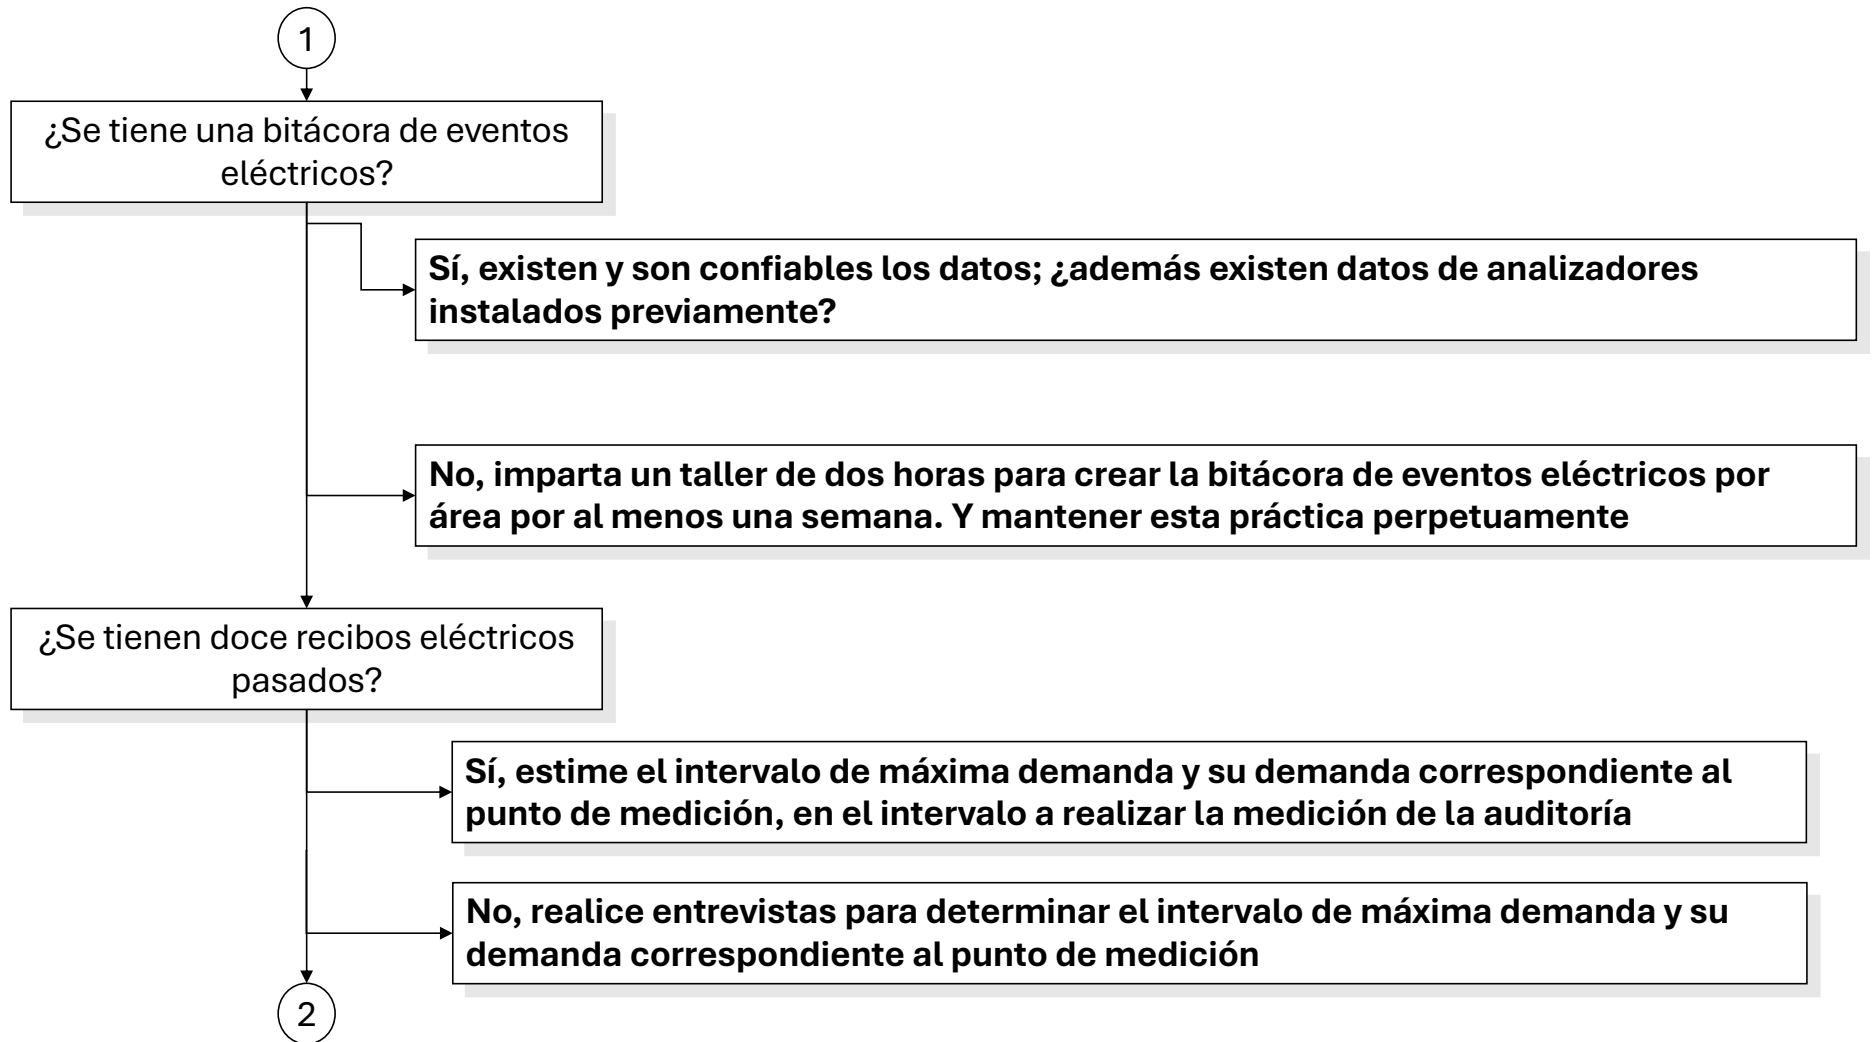 1
¿Se tiene una bitácora de eventos
eléctricos?
Sí, existen y son confiables los datos; ¿además existen datos de analizadores
instalados previamente?
No, imparta un taller de dos horas para crear la bitácora de eventos eléctricos por
área por al menos una semana. Y mantener esta práctica perpetuamente
¿Se tienen doce recibos eléctricos
pasados?
Sí, estime el intervalo de máxima demanda y su demanda correspondiente al
punto de medición, en el intervalo a realizar la medición de la auditoría
No, realice entrevistas para determinar el intervalo de máxima demanda y su
demanda correspondiente al punto de medición
2